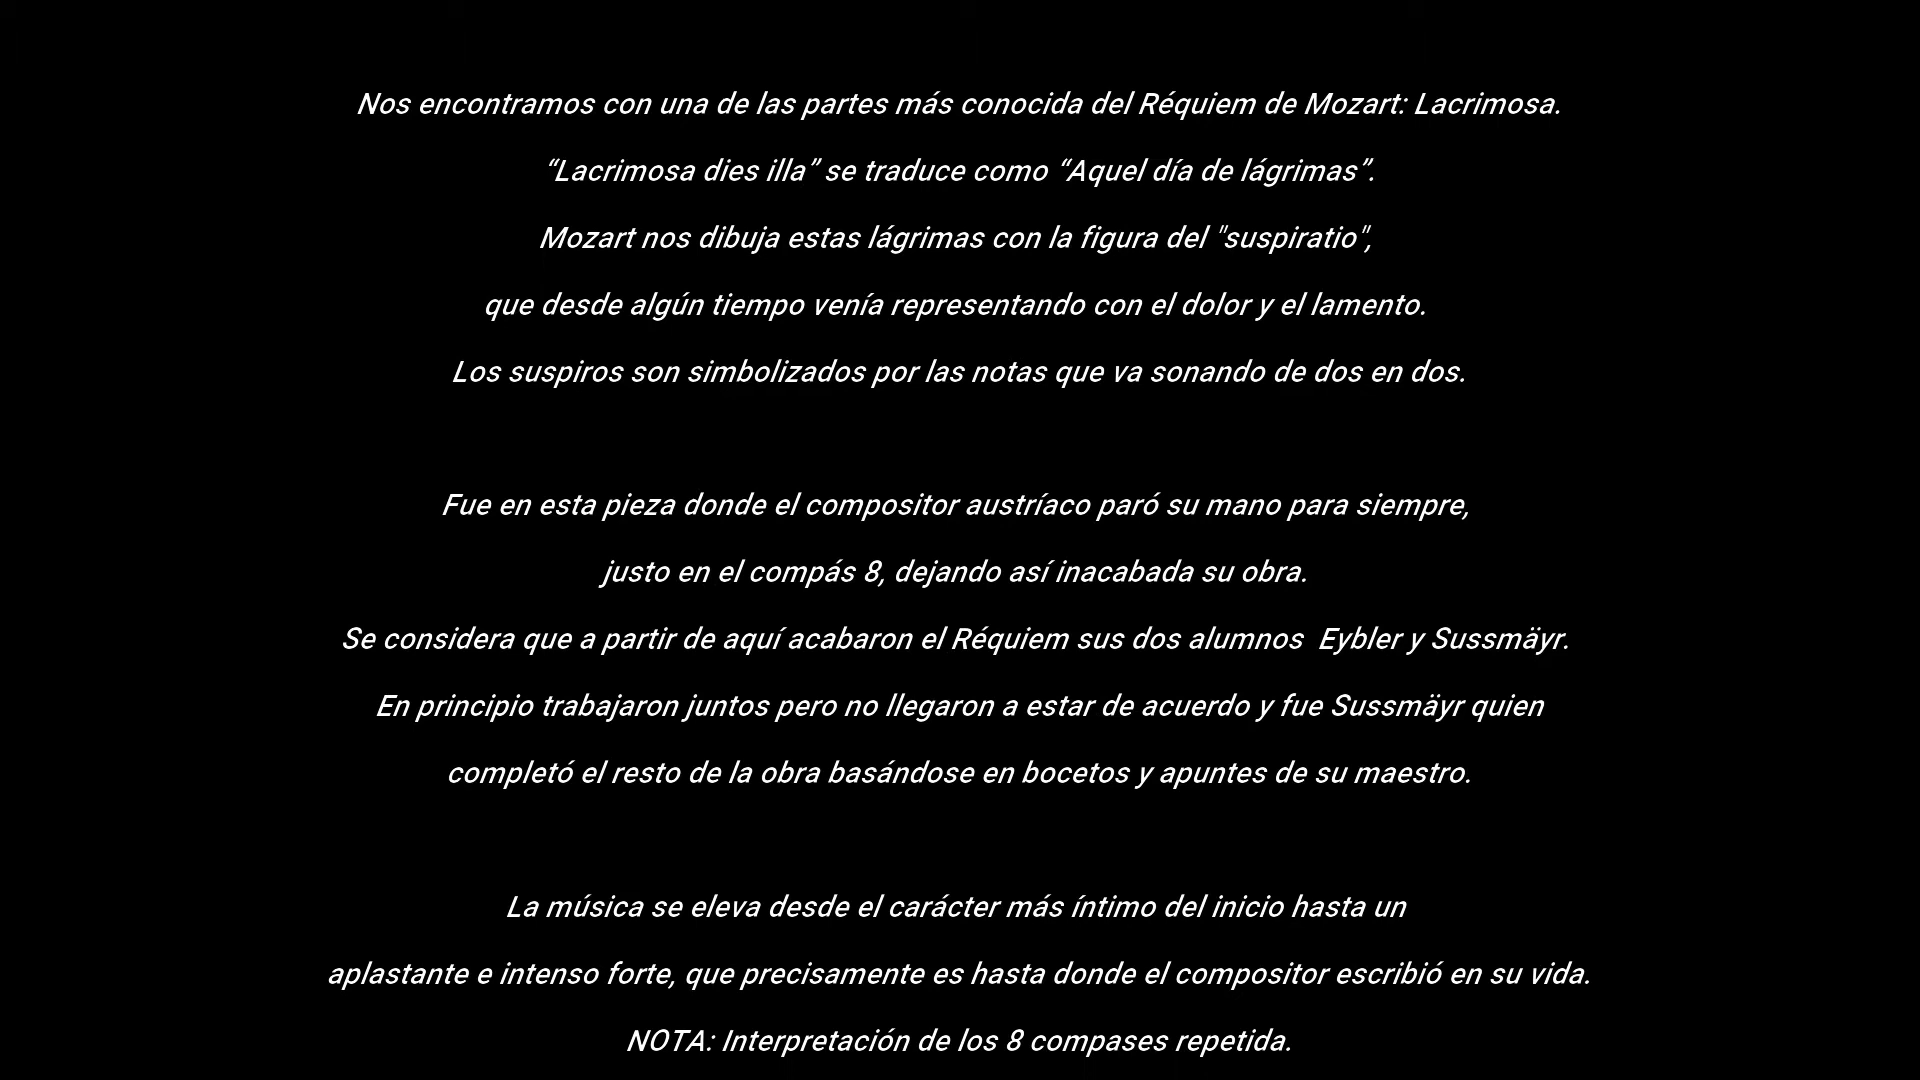 Nos encontramos con una de las partes más conocida del Réquiem de Mozart: Lacrimosa.
“Lacrimosa dies illa” se traduce como “Aquel día de lágrimas”.
Mozart nos dibuja estas lágrimas con la figura del "suspiratio",
que desde algún tiempo venía representando con el dolor y el lamento.
Los suspiros son simbolizados por las notas que va sonando de dos en dos.
Fue en esta pieza donde el compositor austríaco paró su mano para siempre,
justo en el compás 8, dejando así inacabada su obra.
Se considera que a partir de aquí acabaron el Réquiem sus dos alumnos  Eybler y Sussmäyr.
En principio trabajaron juntos pero no llegaron a estar de acuerdo y fue Sussmäyr quien
completó el resto de la obra basándose en bocetos y apuntes de su maestro.
La música se eleva desde el carácter más íntimo del inicio hasta un
aplastante e intenso forte, que precisamente es hasta donde el compositor escribió en su vida.
NOTA: Interpretación de los 8 compases repetida.